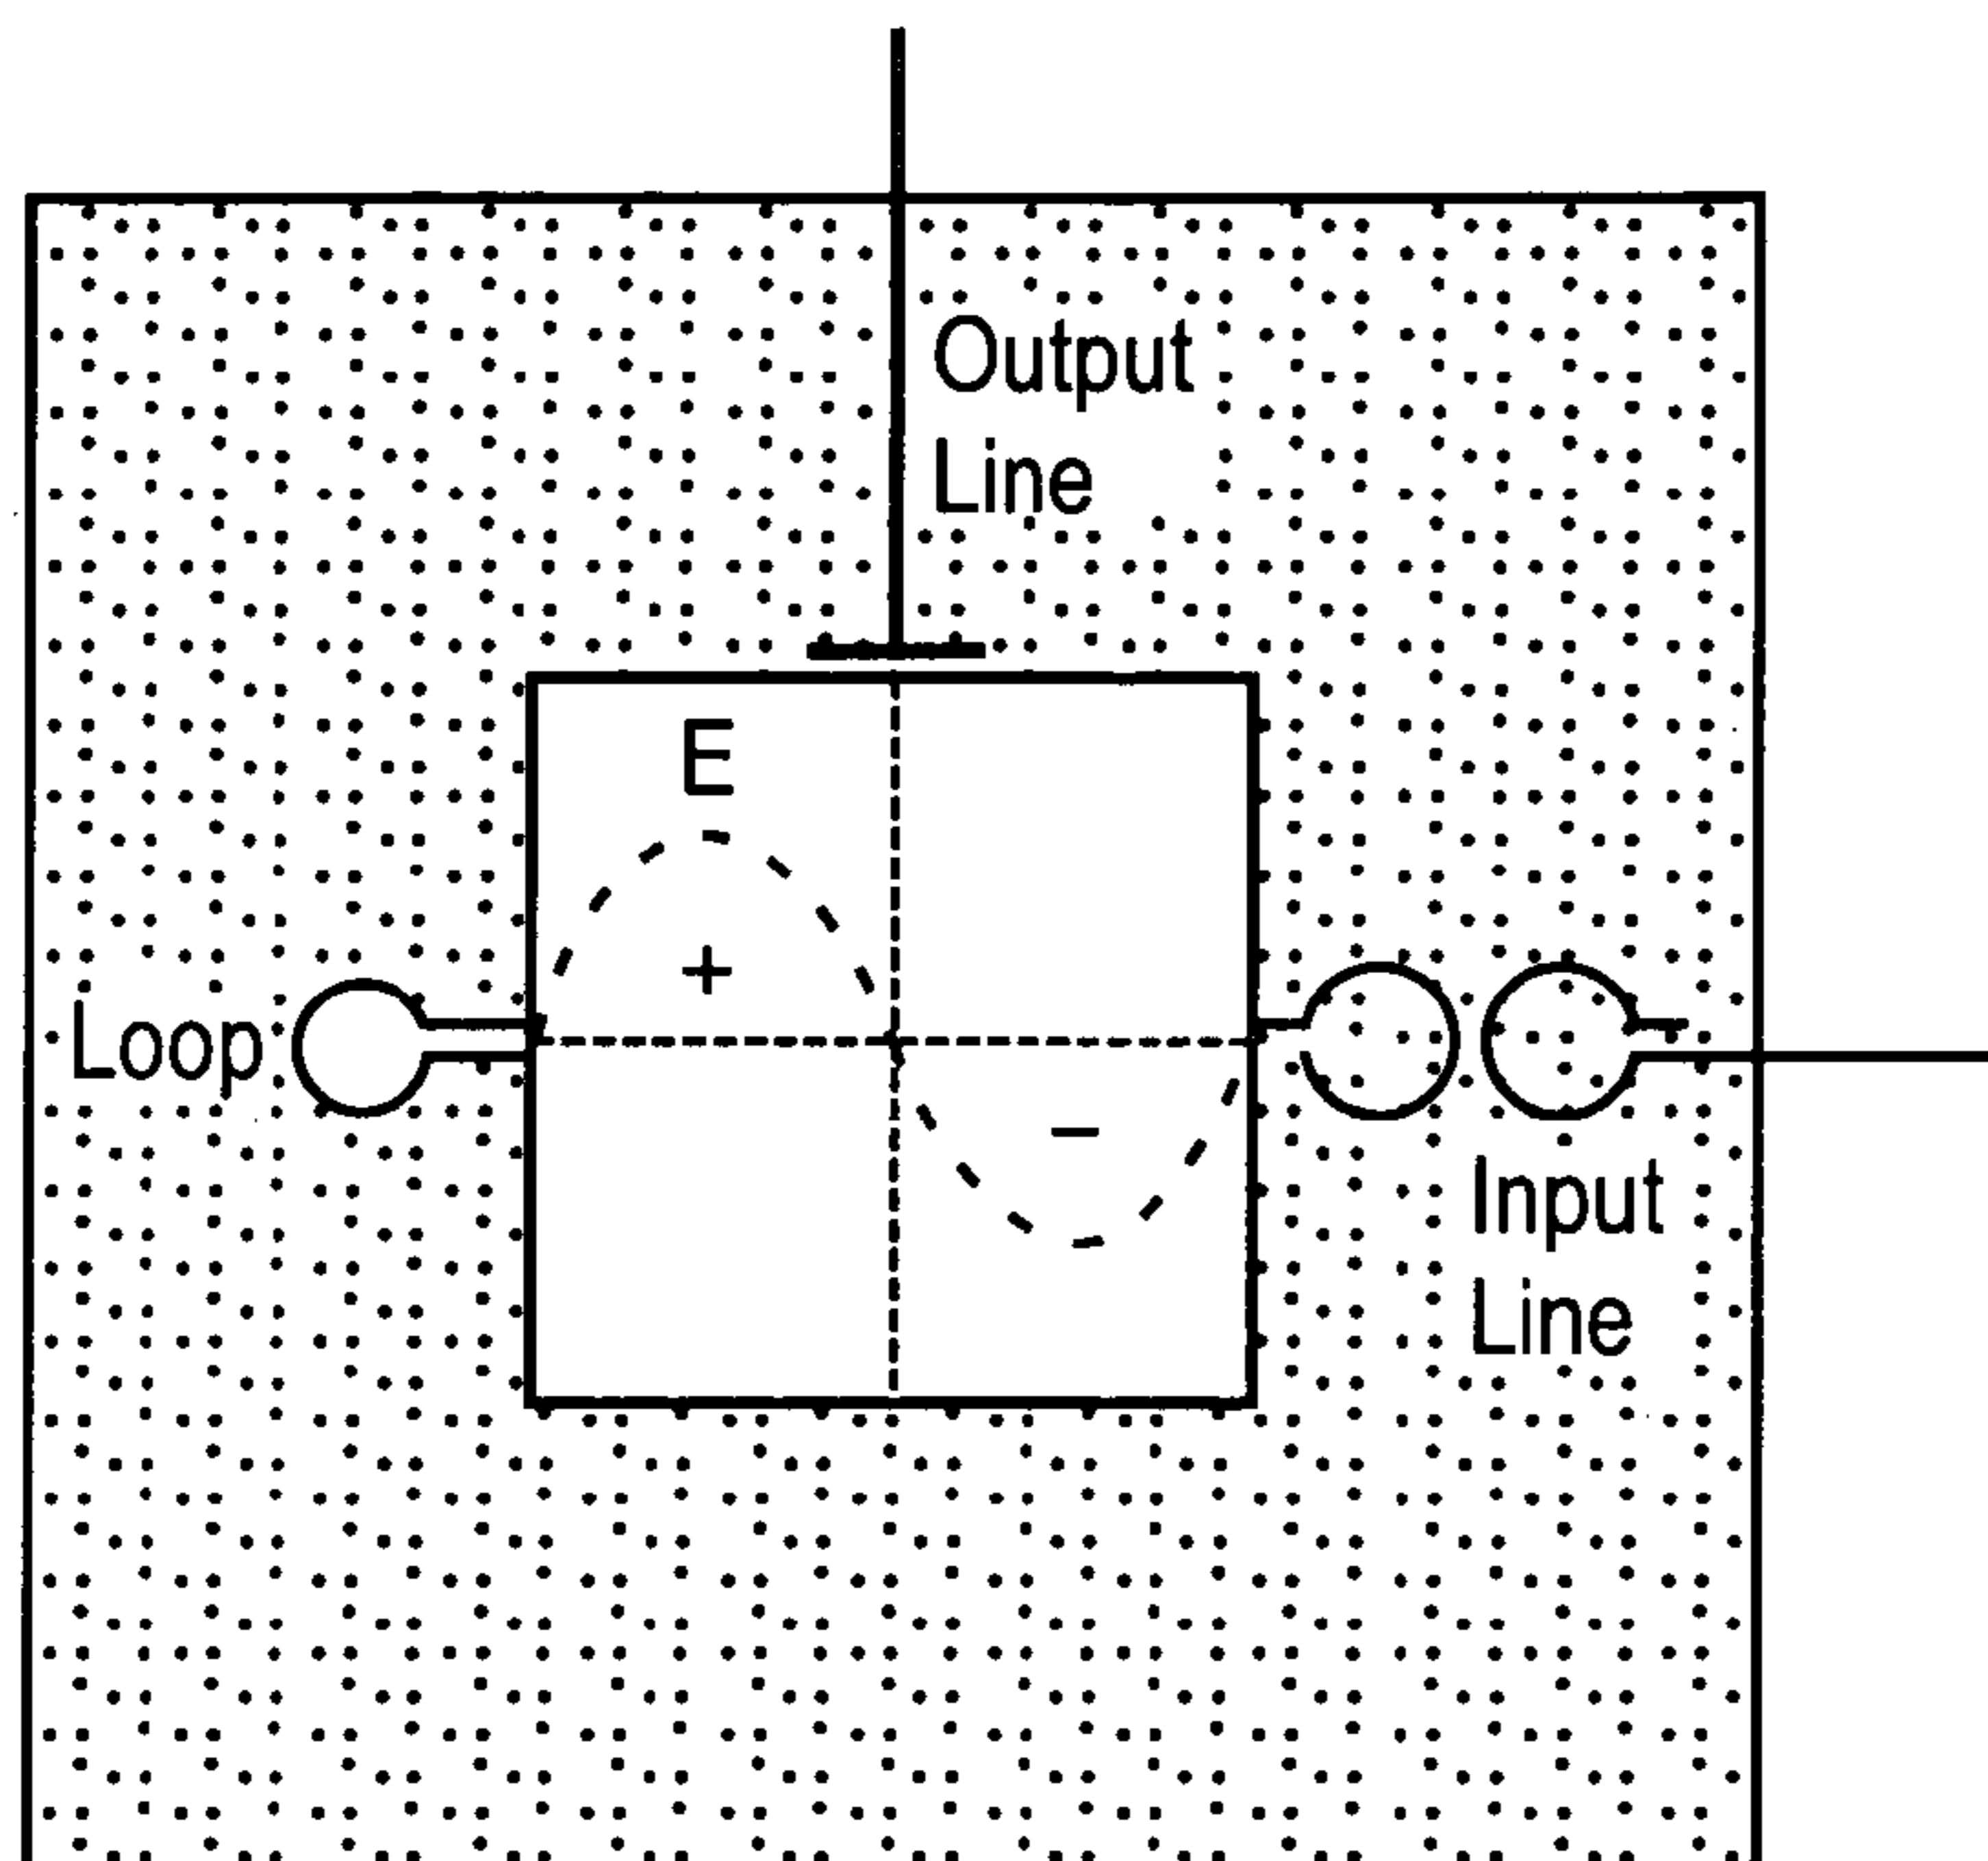 Output
Line
E
+
Loop
−
Input
Line